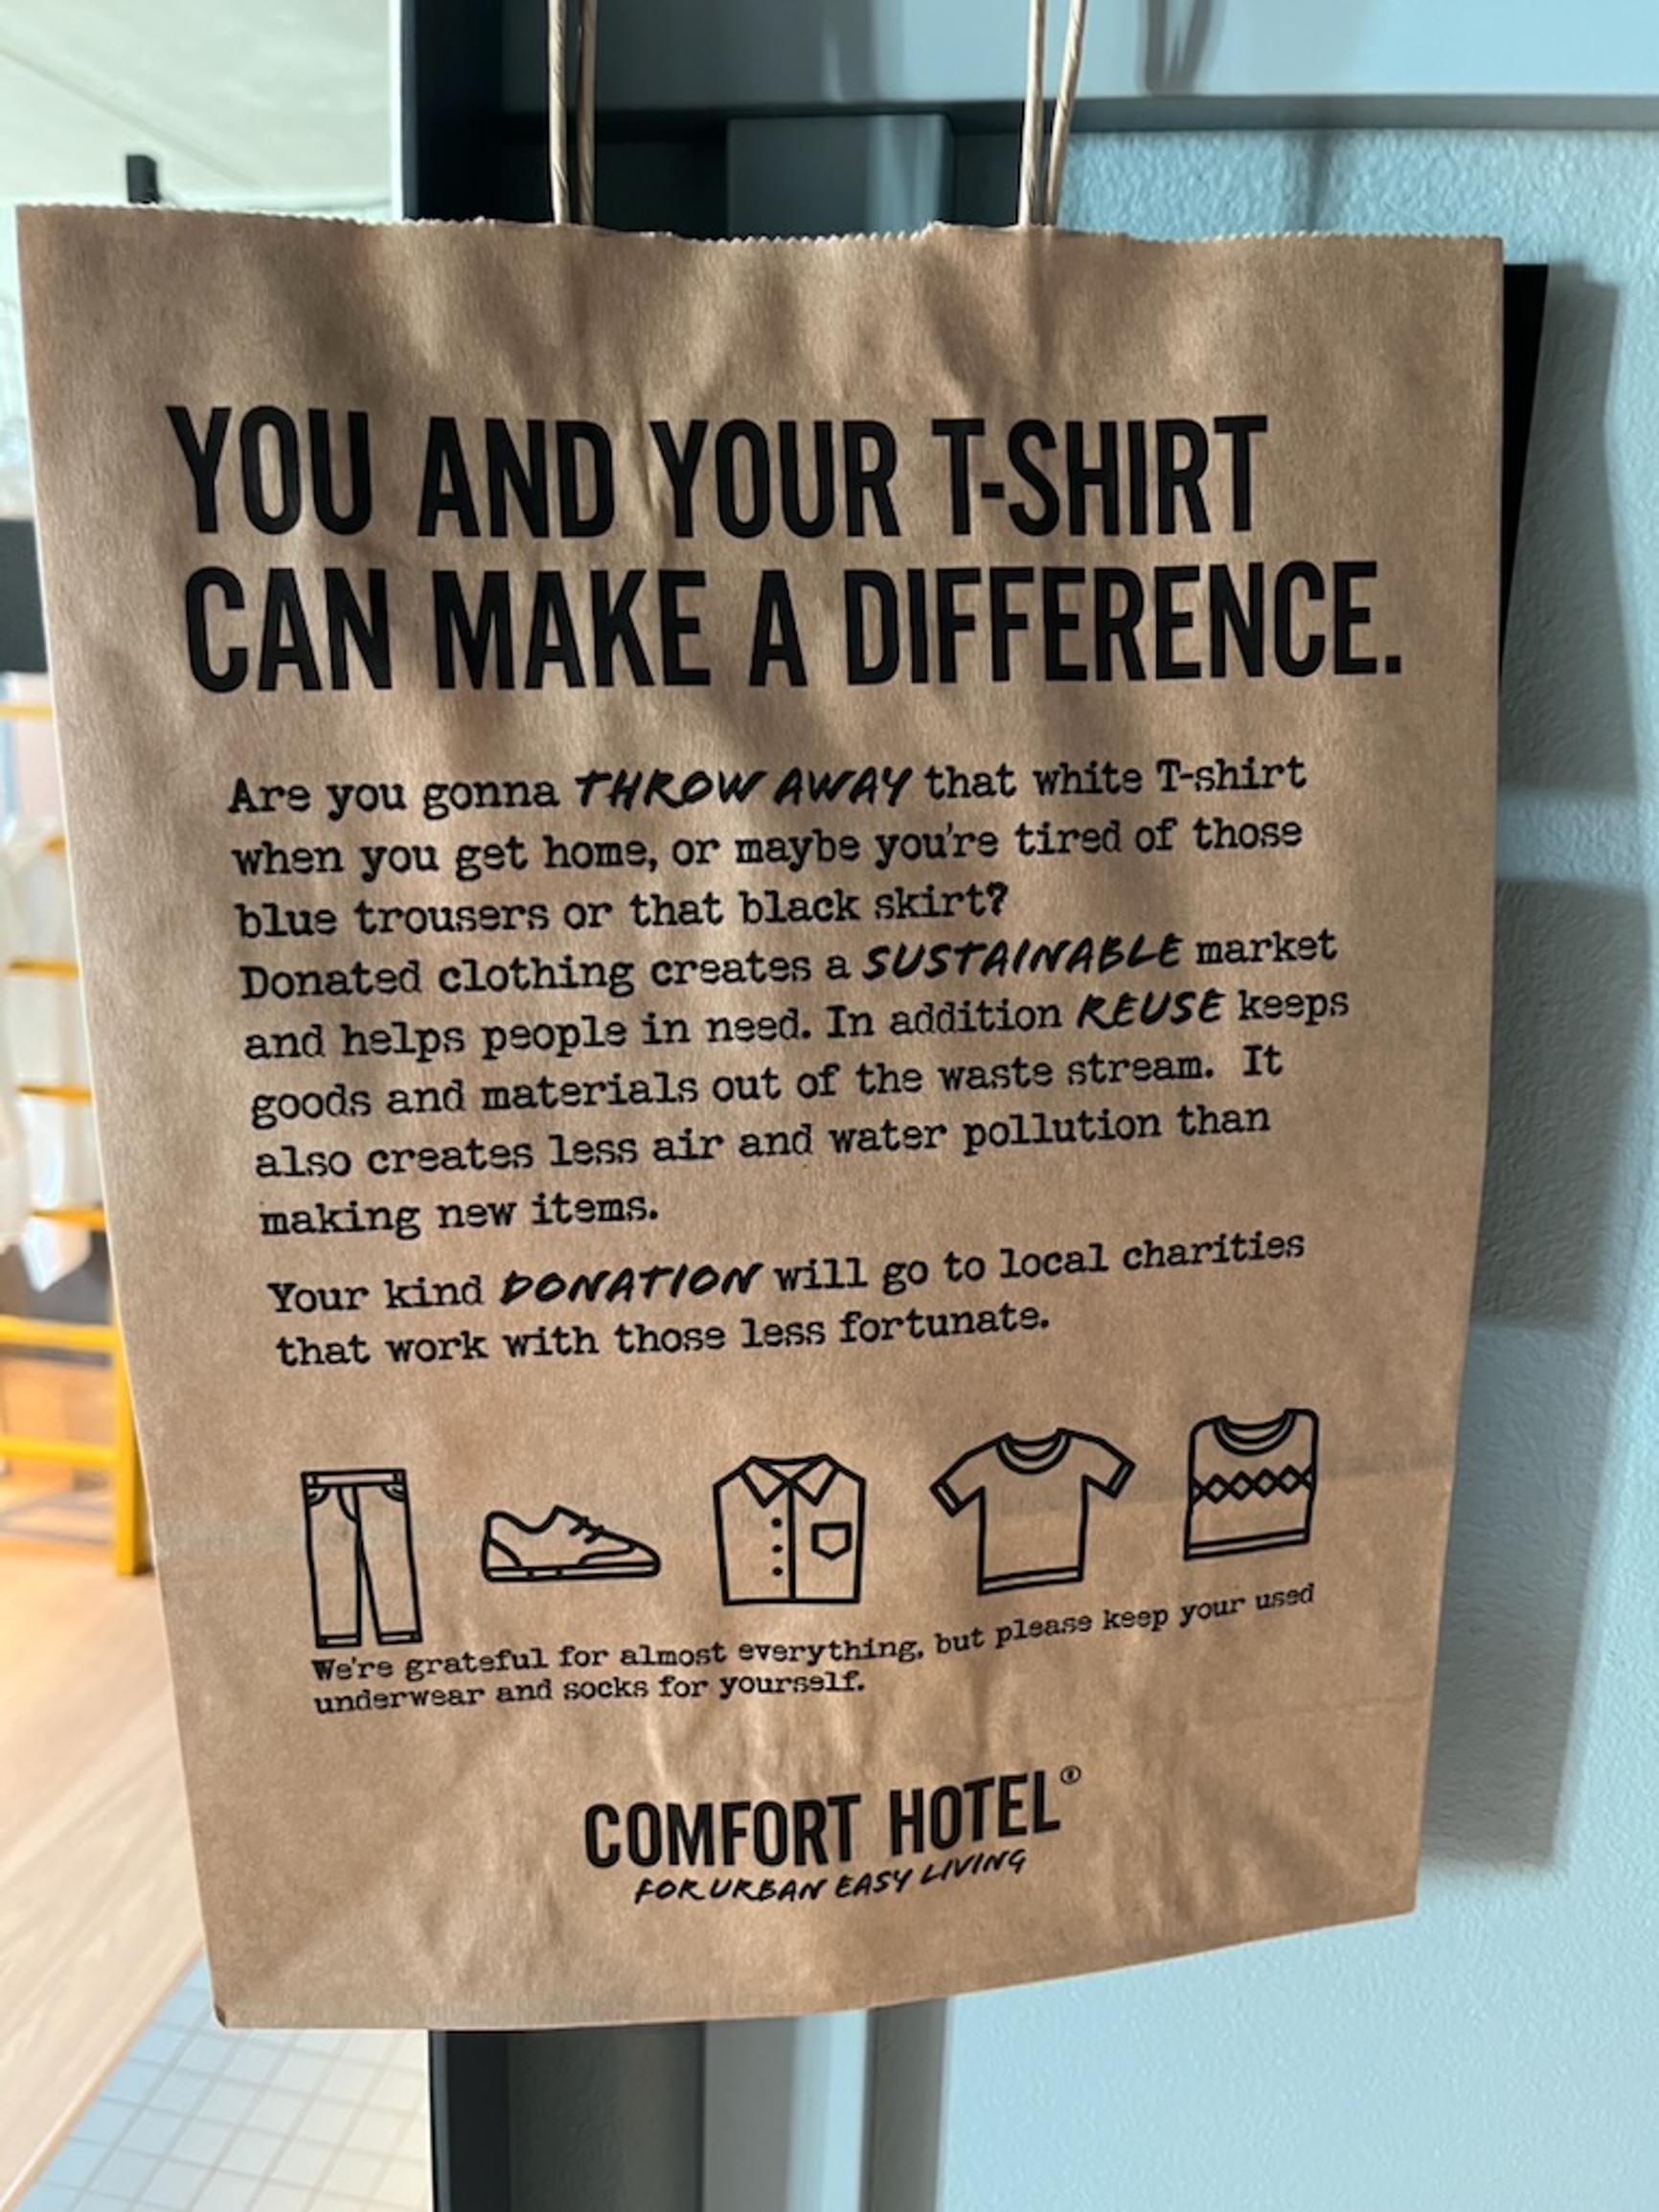 YOU AND YOUR T-SHIRT
CAN MAKE A DIFFERENCE.
Are you gonna THROW AWAY that white T-shirt
when you get home, or maybe you're tired of those
blue trousers or that black skirt?
Donated clothing creates a SUSTAINABLE market
and helps people in need. In addition REUSE keeps
goods and materials out of the waste stream. It
also creates less air and water pollution than
making new items.
Your kind DONATION will go to local charities
that work with those less fortunate.
We're grateful for almost everything, but please keep your used
underwear and socks for yourself.
COMFORT HOTEL®
FOR URBAN EASY LIVING